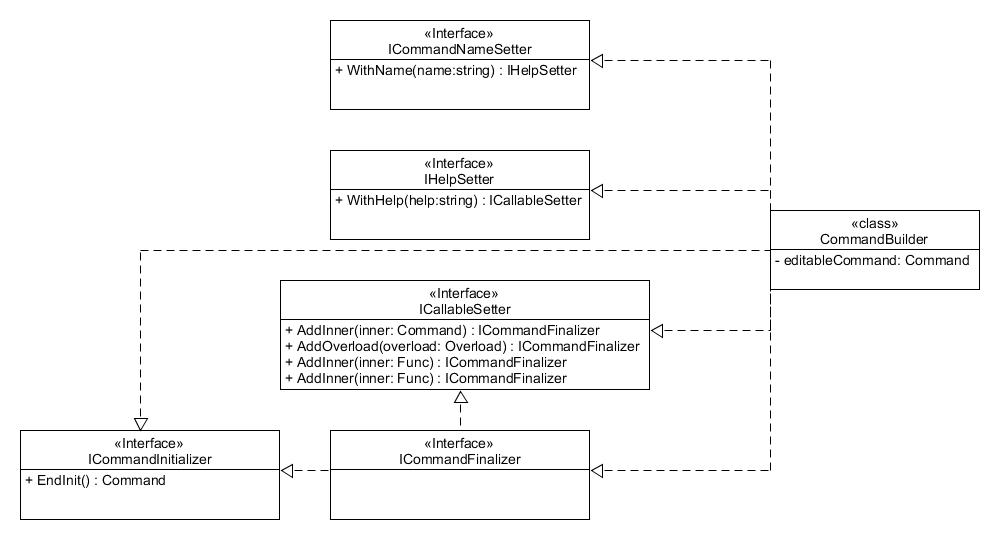 «Interface»
ICommandNameSetter
+ WithName(name:string) : IHelpSetter
«Interface»
IHelpSetter
+ WithHelp(help:string) : ICallableSetter
«class»
CommandBuilder
- editableCommand: Command
«Interface»
ICallableSetter
+ AddInner(inner: Command) : ICommandFinalizer
+ AddOverload(overload: Overload) : ICommandFinalizer
+ AddInner(inner: Func) : ICommandFinalizer
+ AddInner(inner: Func) : ICommandFinalizer
«Interface»
ICommandInitializer
+ EndInit() : Command
«Interface»
ICommandFinalizer